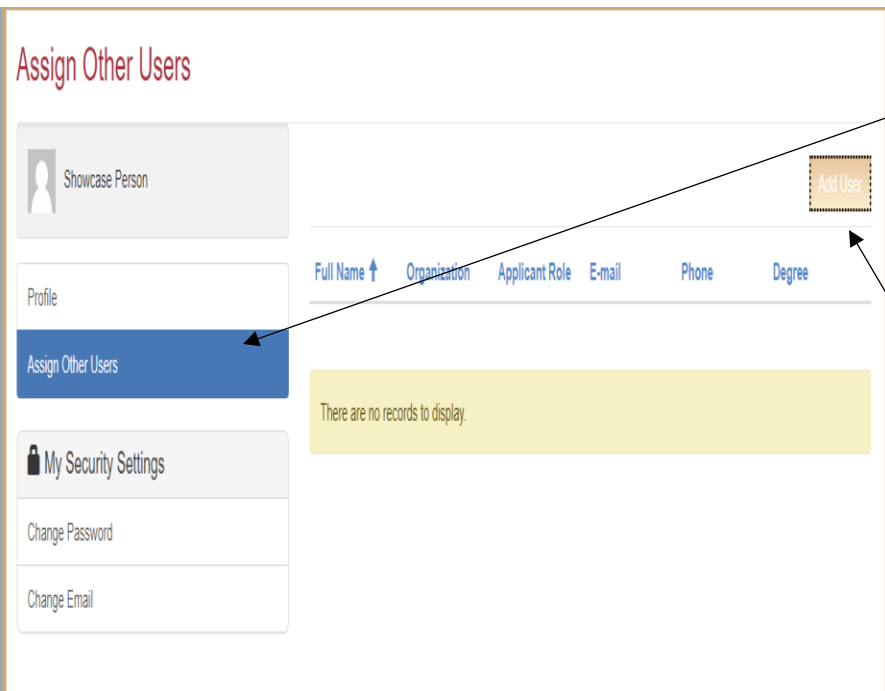 Assign Other Users
Showcase Person
Add User
Full Name Organization Applicant Role E-mail Phone Degree
There are no records to display.
Profile
Assign Other Users
My Security Settings
Change Password
Change Email